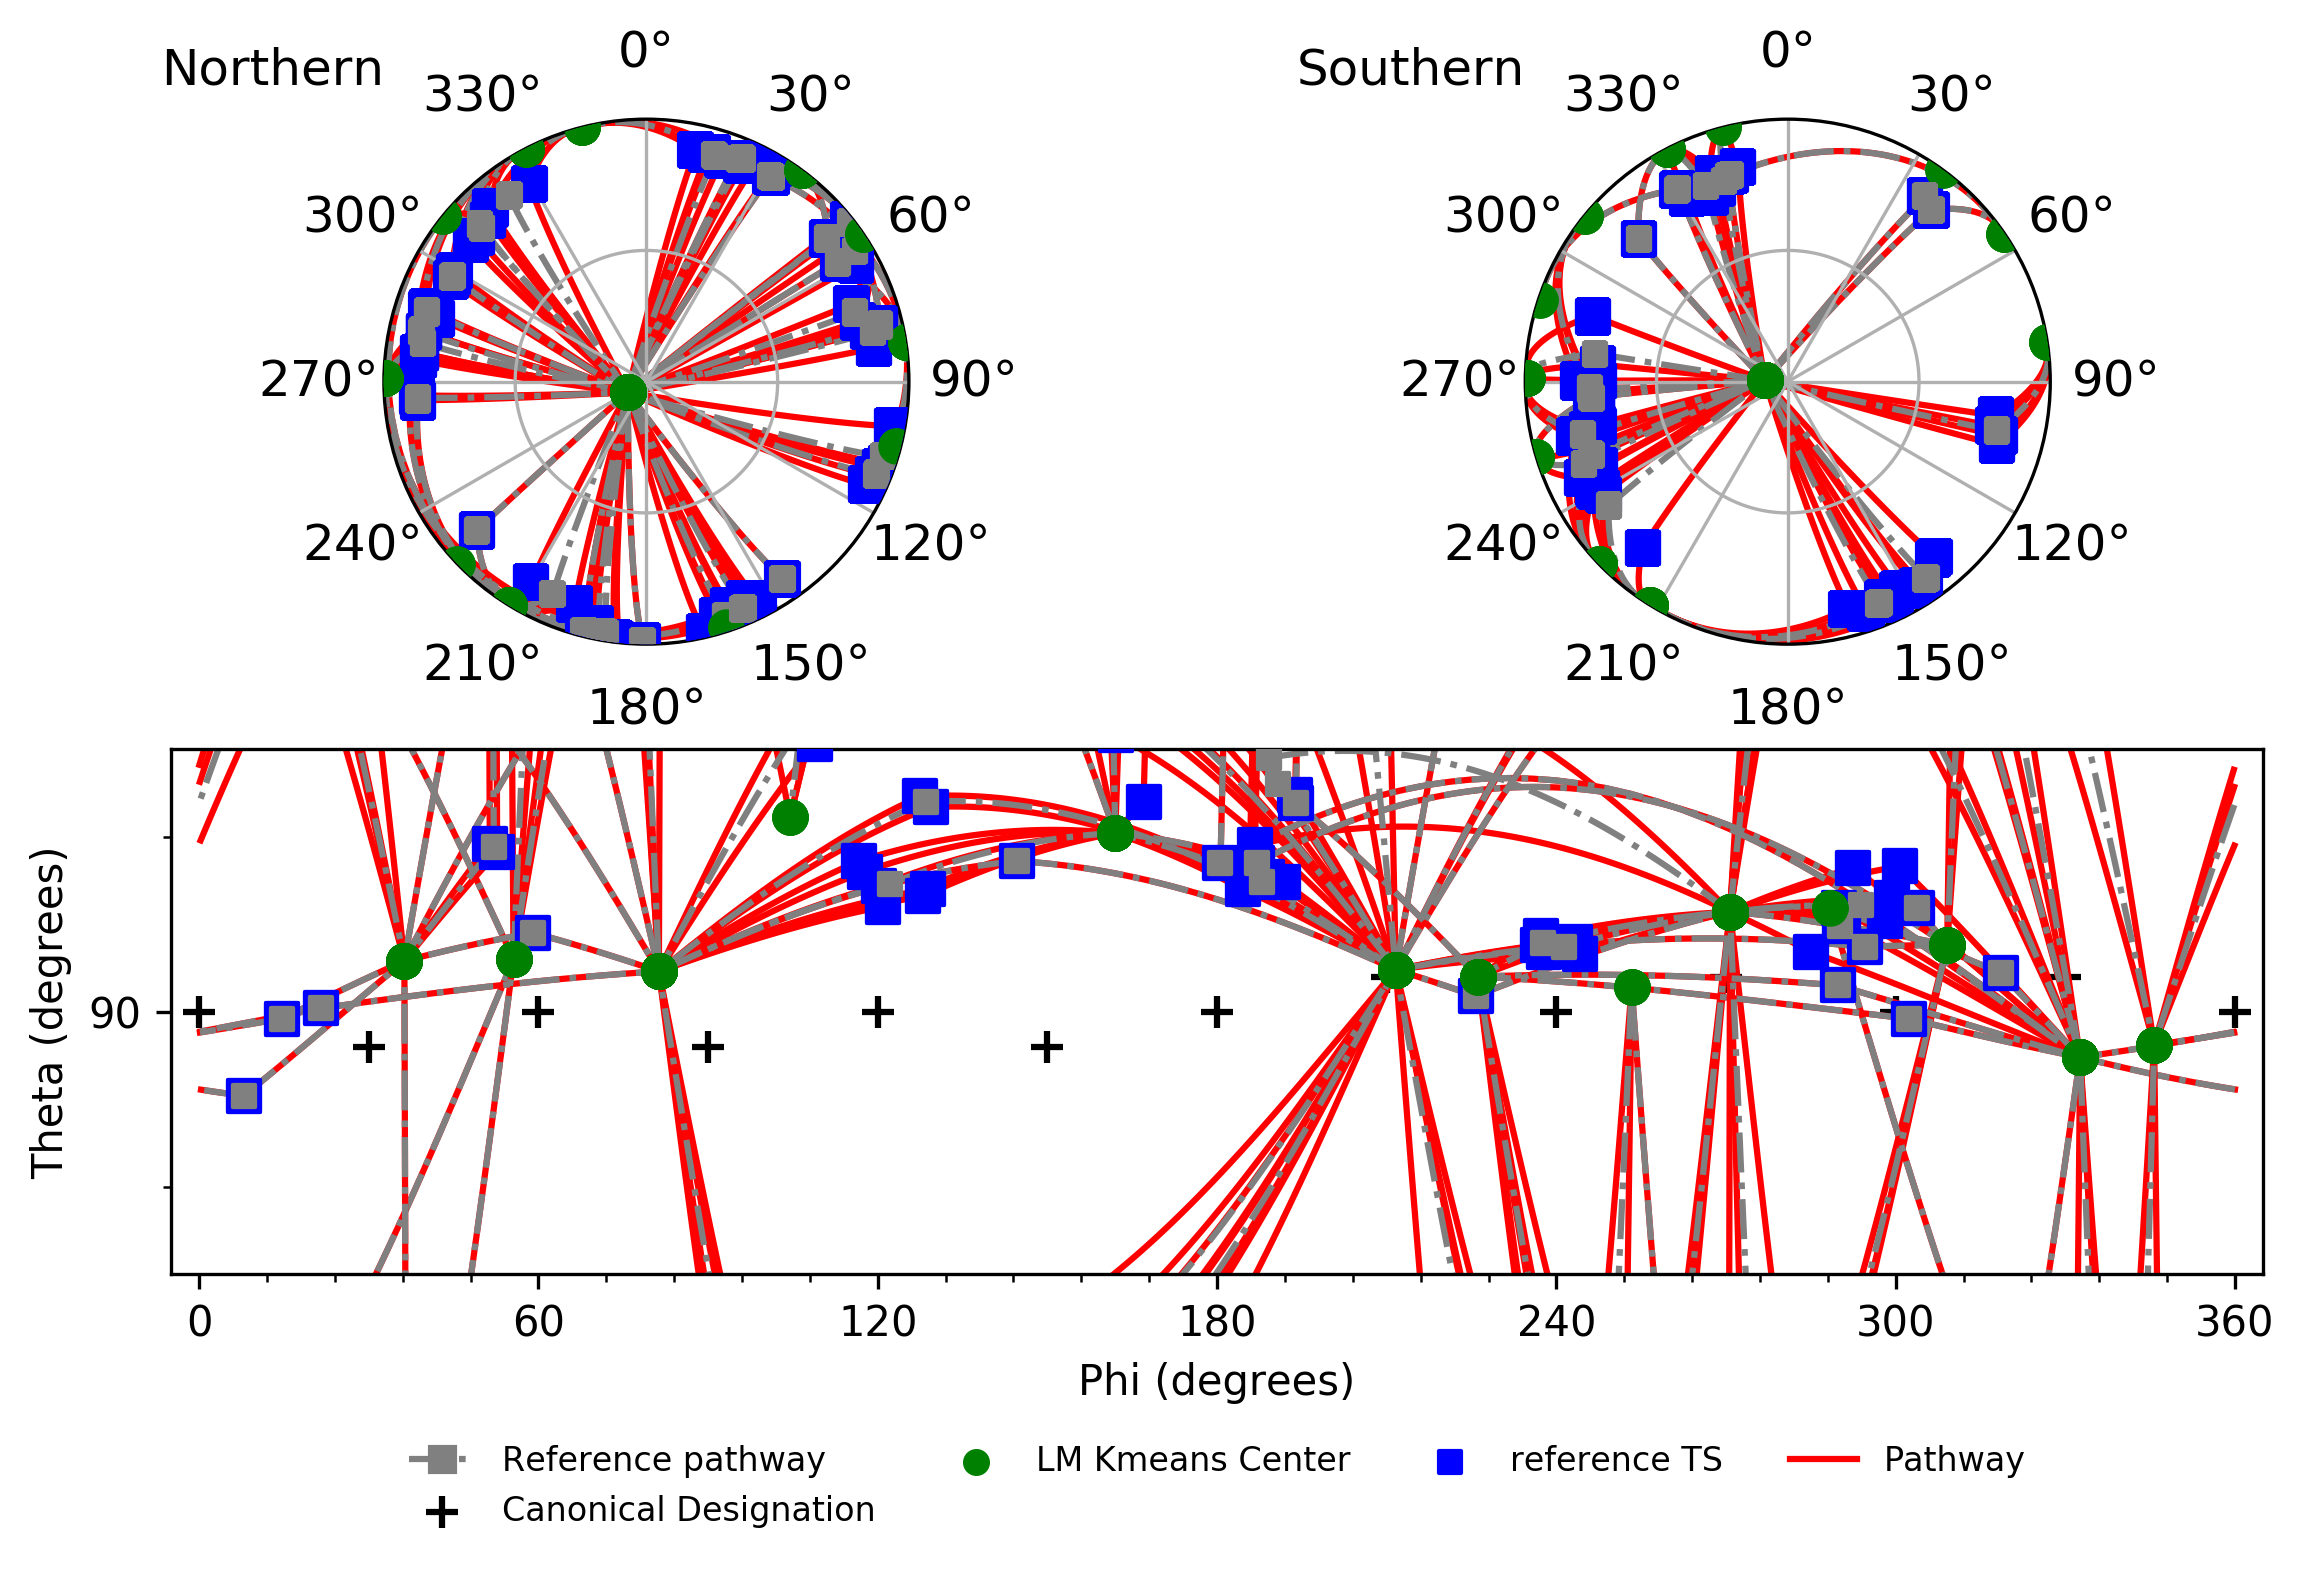 Northern
0°
330°
30°
300°
60°
270°
90°
240°
120°
210°
150°
180°
Southern
0°
330°
30°
300°
60°
270°
90°
240°
120°
210°
150°
180°
Theta (degrees)
90
0 60 120 180 240 300 360
Phi (degrees)
Reference pathway
LM Kmeans Center
reference TS
Pathway
Canonical Designation